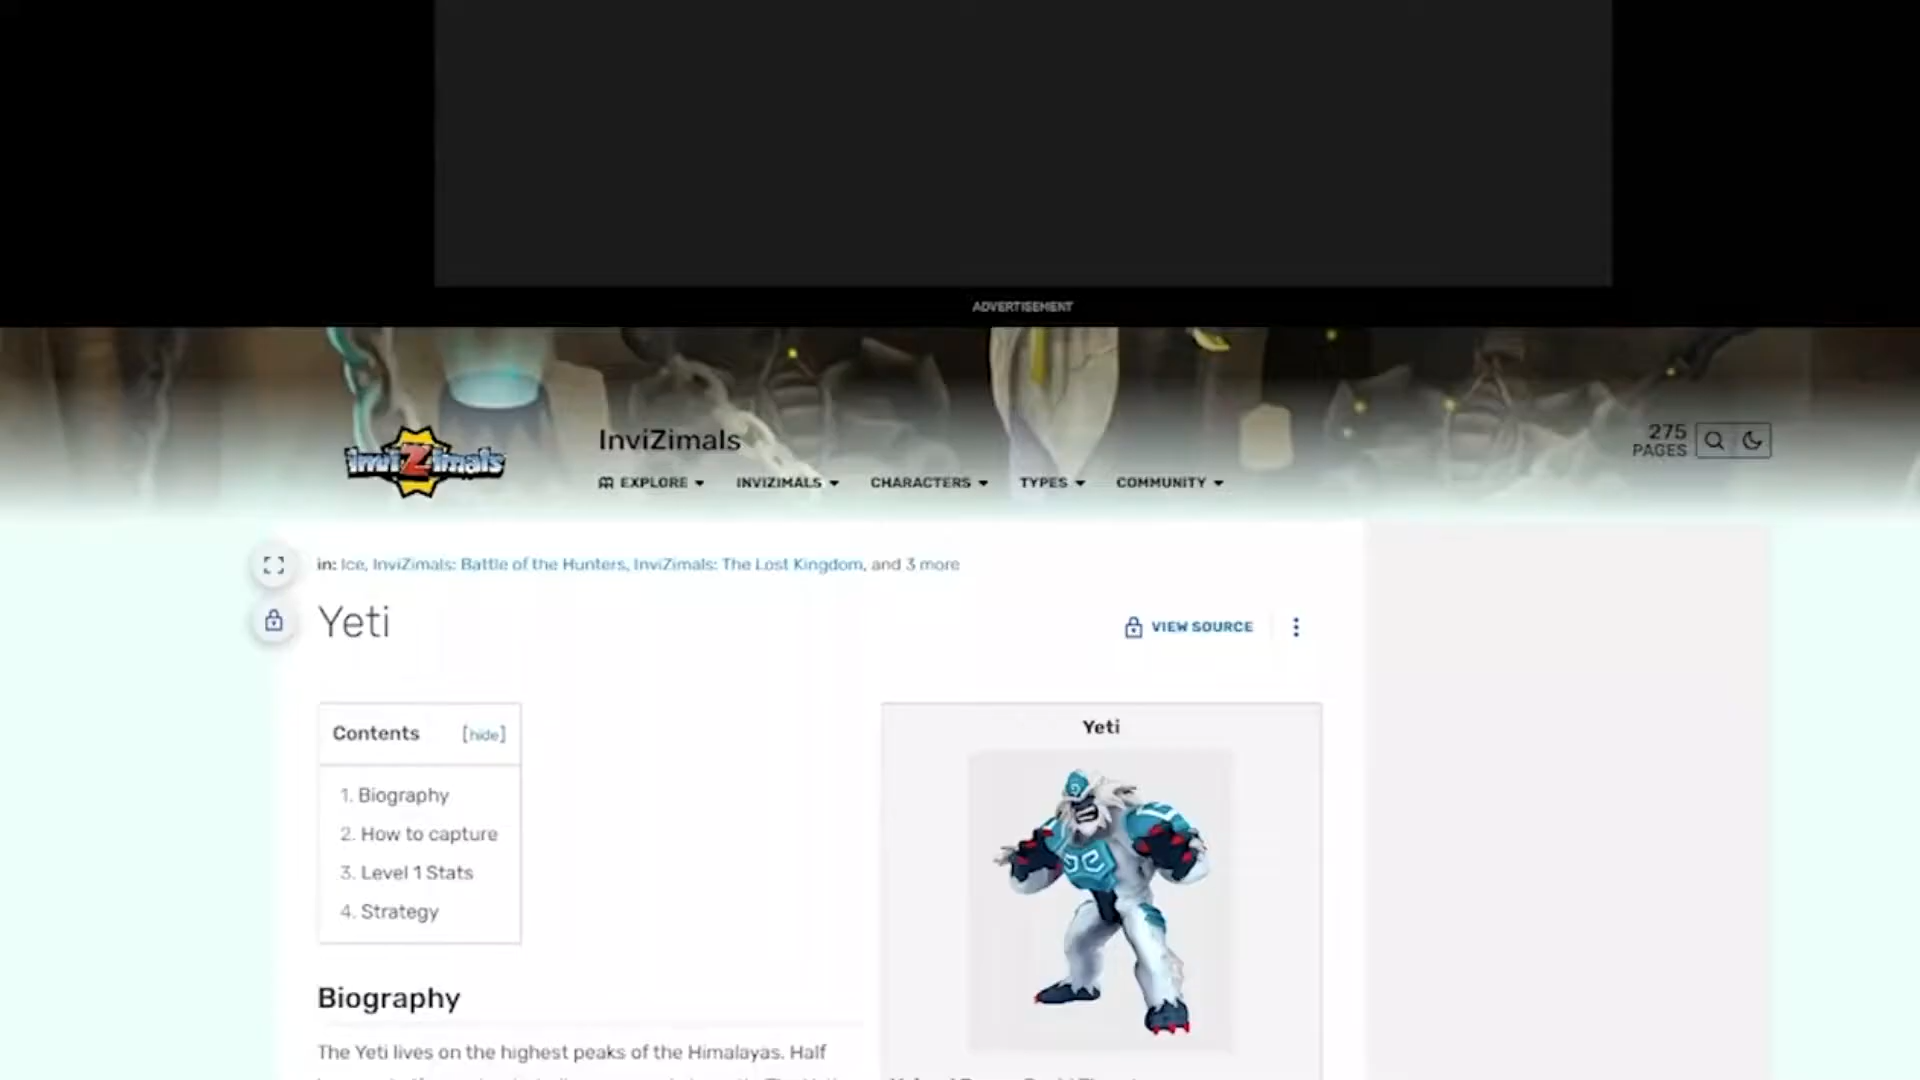 ADVERTISEMENT
inviZimals
InviZimals
275
PAGES
EXPLORE
INVIZIMALS
CHARACTERS
TYPES
COMMUNITY
in: Ice, InviZimals: Battle of the Hunters, InviZimals: The Lost Kingdom, and 3 more
Yeti
VIEW SOURCE
Contents [hide]
1. Biography
2. How to capture
3. Level 1 Stats
4. Strategy
Yeti
Biography
The Yeti lives on the highest peaks of the Himalayas. Half